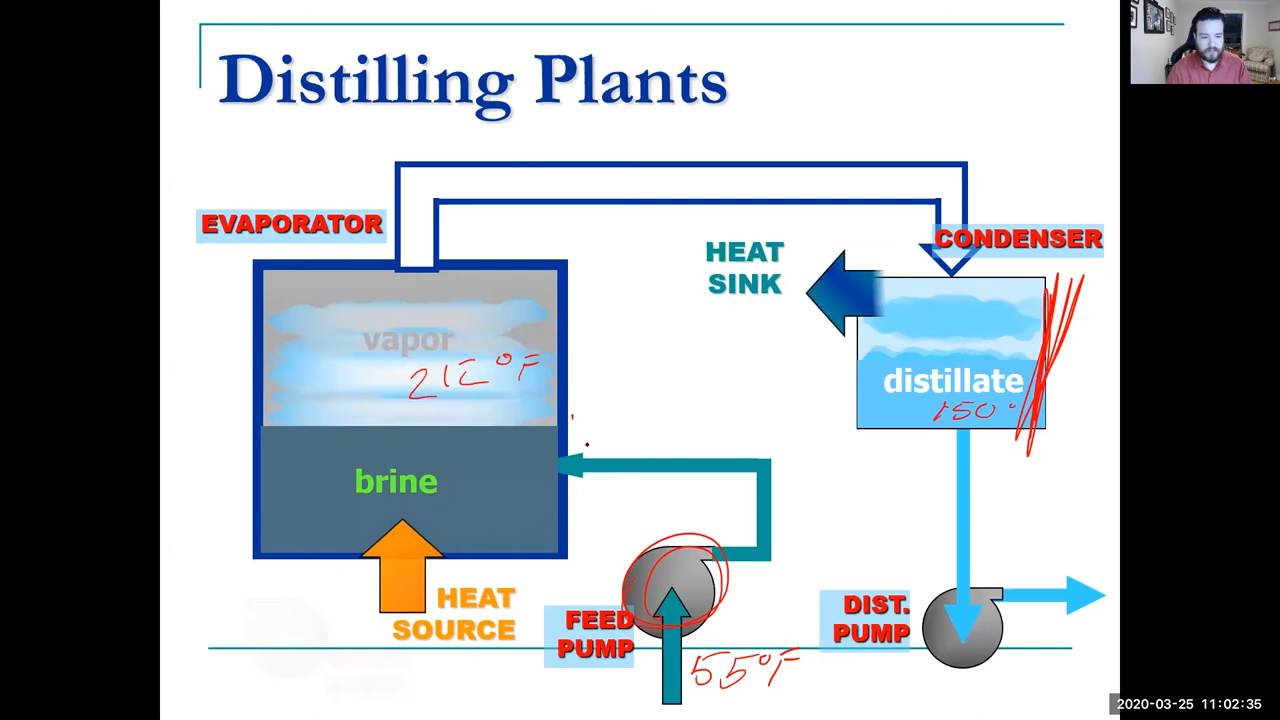 Distilling Plants
EVAPORATOR
CONDENSER
HEAT
SINK
vapor
212°F
distillate
150°
brine
HEAT
SOURCE
FEED
PUMP
55°F
DIST.
PUMP
2020-03-25 11:02:35